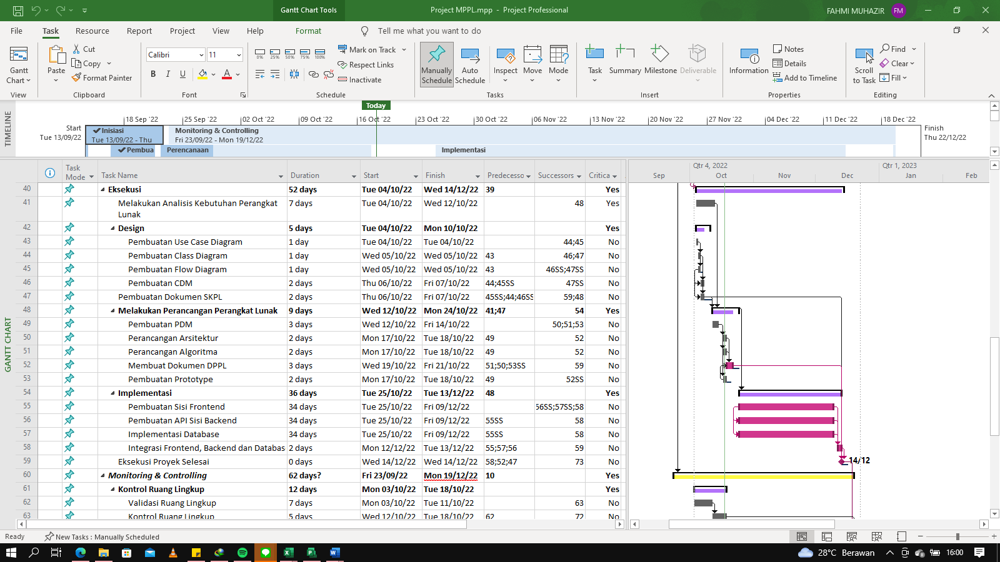 Gantt Chart Tools
Project MPPL.mpp - Project Professional
FAHMI MUHAZIR FM
File Task Resource Report Project View Help Format Tell me what you want to do
Gantt Chart
View
Paste
Cut
Copy
Format Painter
Clipboard
Calibri 11
B I U A
Font
0% 25% 50% 75% 100%
Mark on Track
Respect Links
Inactivate
Schedule
Manually Schedule
Auto Schedule
Inspect
Move
Mode
Tasks
Task
Summary
Milestone
Deliverable
Insert
Information
Notes
Details
Add to Timeline
Properties
Scroll to Task
Find
Clear
Fill
Editing
TIMELINE
Today
18 Sep '22 25 Sep '22 02 Oct '22 09 Oct '22 16 Oct '22 23 Oct '22 30 Oct '22 06 Nov '22 13 Nov '22 20 Nov '22 27 Nov '22 04 Dec '22 11 Dec '22 18 Dec '22
Start
Tue 13/09/22
Inisiasi
Tue 13/09/22 - Thu
Monitoring & Controlling
Fri 23/09/22 - Mon 19/12/22
Finish
Thu 22/12/22
Pembua Perencanaan Implementasi
GANTT CHART
Task Mode Task Name Duration Start Finish Predecesso Successors Critica
Qtr 4, 2022 Qtr 1, 2023
Sep Oct Nov Dec Jan Feb
40 Eksekusi 52 days Tue 04/10/22 Wed 14/12/22 39 Yes
41 Melakukan Analisis Kebutuhan Perangkat Lunak 7 days Tue 04/10/22 Wed 12/10/22 48 Yes
42 Design 5 days Tue 04/10/22 Mon 10/10/22 Yes
43 Pembuatan Use Case Diagram 1 day Tue 04/10/22 Tue 04/10/22 44;45 No
44 Pembuatan Class Diagram 1 day Wed 05/10/22 Wed 05/10/22 43 46;47 No
45 Pembuatan Flow Diagram 1 day Wed 05/10/22 Wed 05/10/22 43 46SS;47SS No
46 Pembuatan CDM 2 days Thu 06/10/22 Fri 07/10/22 44;45SS 47SS No
47 Pembuatan Dokumen SKPL 2 days Thu 06/10/22 Fri 07/10/22 45SS;44;46SS 59;48 No
48 Melakukan Perancangan Perangkat Lunak 9 days Wed 12/10/22 Mon 24/10/22 41;47 54 Yes
49 Pembuatan PDM 3 days Wed 12/10/22 Fri 14/10/22 50;51;53 No
50 Perancangan Arsitektur 2 days Mon 17/10/22 Tue 18/10/22 49 52 No
51 Perancangan Algoritma 2 days Mon 17/10/22 Tue 18/10/22 49 52 No
52 Membuat Dokumen DPPL 3 days Wed 19/10/22 Fri 21/10/22 51;50;53SS 59 No
53 Pembuatan Prototype 2 days Mon 17/10/22 Tue 18/10/22 49 52SS No
54 Implementasi 36 days Tue 25/10/22 Tue 13/12/22 48 Yes
55 Pembuatan Sisi Frontend 34 days Tue 25/10/22 Fri 09/12/22 56SS;57SS;58 No
56 Pembuatan API Sisi Backend 34 days Tue 25/10/22 Fri 09/12/22 55SS 58 No
57 Implementasi Database 34 days Tue 25/10/22 Fri 09/12/22 55SS 58 No
58 Integrasi Frontend, Backend dan Databas 2 days Mon 12/12/22 Tue 13/12/22 55;57;56 59 No
59 Eksekusi Proyek Selesai 0 days Wed 14/12/22 Wed 14/12/22 58;52;47 73 No
14/12
60 Monitoring & Controlling 62 days? Fri 23/09/22 Mon 19/12/22 10 Yes
61 Kontrol Ruang Lingkup 12 days Mon 03/10/22 Tue 18/10/22 Yes
62 Validasi Ruang Lingkup 7 days Mon 03/10/22 Tue 11/10/22 63 No
63 Kontrol Ruang Lingkup 5 days Wed 12/10/22 Tue 18/10/22 62 72 No
Ready New Tasks : Manually Scheduled
28°C Berawan 16:00